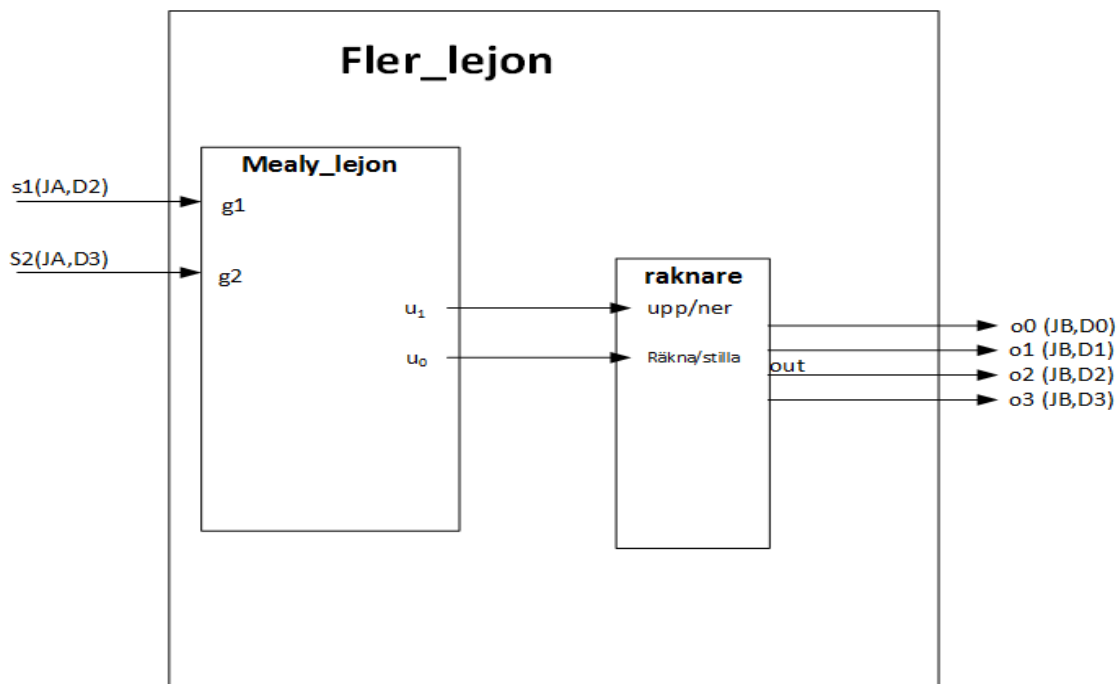 Fler_lejon
Mealy_lejon
s1(JA,D2)
g1
S2(JA,D3)
g2
raknare
u₁
upp/ner
o0 (JB,D0)
u₀
Räkna/stilla
out
o1 (JB,D1)
o2 (JB,D2)
o3 (JB,D3)